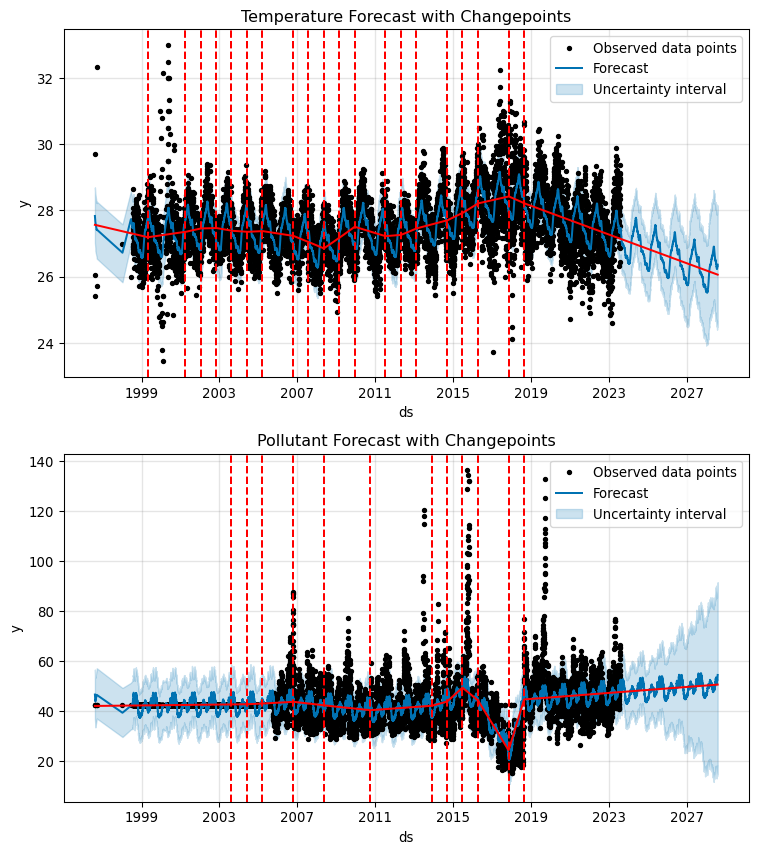 Temperature Forecast with Changepoints
Observed data points
Forecast
Uncertainty interval
y
32
30
28
26
24
1999 2003 2007 2011 2015 2019 2023 2027
ds
Pollutant Forecast with Changepoints
Observed data points
Forecast
Uncertainty interval
y
140
120
100
80
60
40
20
1999 2003 2007 2011 2015 2019 2023 2027
ds